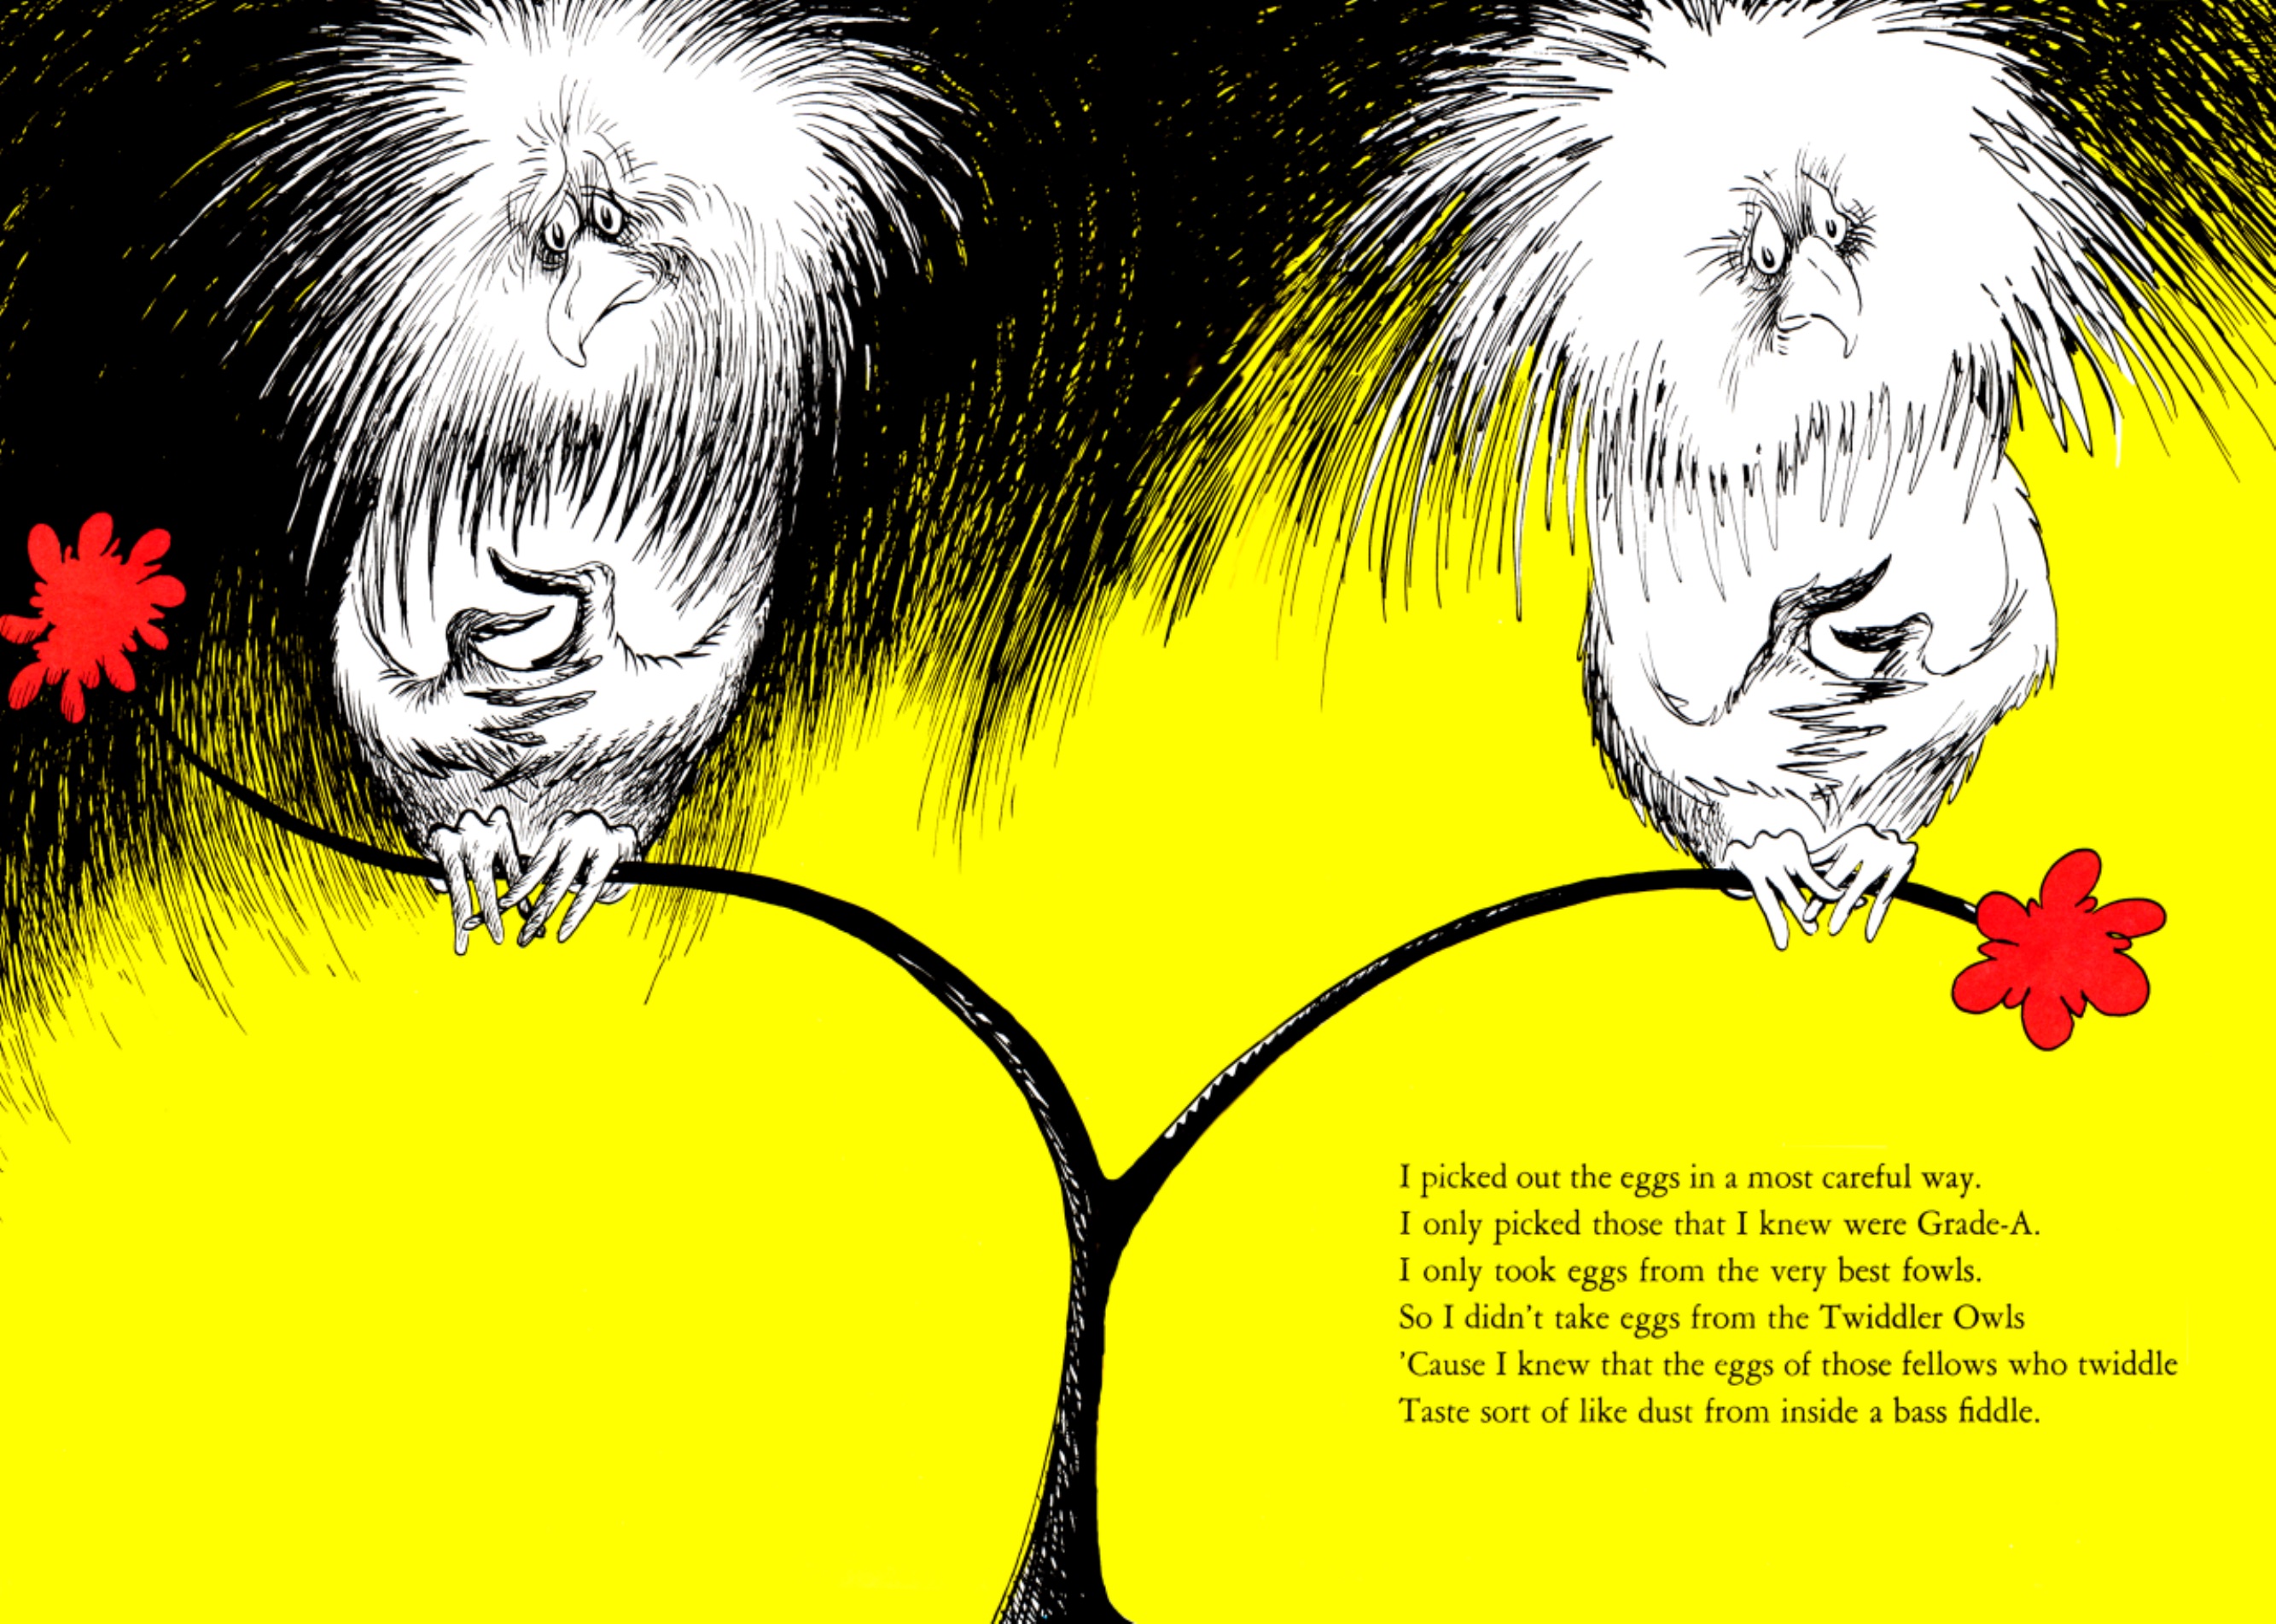 I picked out the eggs in a most careful way.
I only picked those that I knew were Grade-A.
I only took eggs from the very best fowls.
So I didn't take eggs from the Twiddler Owls
'Cause I knew that the eggs of those fellows who twiddle
Taste sort of like dust from inside a bass fiddle.